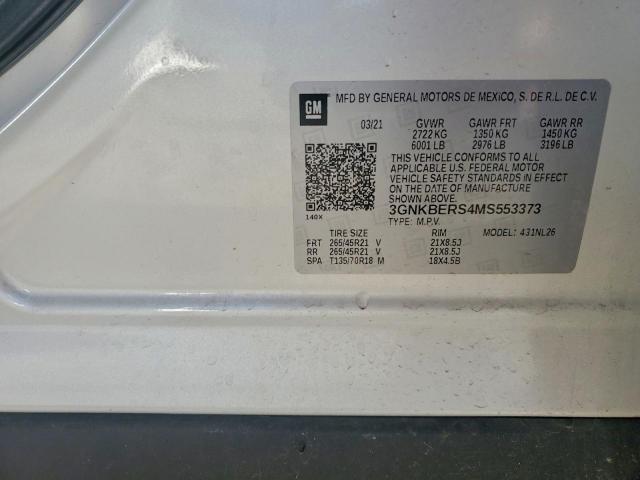 GM MFD BY GENERAL MOTORS DE MEXICO, S. DE R.L. DE C.V.
03/21 GVWR GAWR FRT GAWR RR
2722 KG 1350 KG 1450 KG
6001 LB 2976 LB 3196 LB
THIS VEHICLE CONFORMS TO ALL
APPLICABLE U.S. FEDERAL MOTOR
VEHICLE SAFETY STANDARDS IN EFFECT
ON THE DATE OF MANUFACTURE
SHOWN ABOVE.
140X 3GNKBERS4MS553373
TYPE: M.P.V. MODEL: 431NL26
TIRE SIZE RIM
FRT 265/45R21 V 21X8.5J
RR 265/45R21 V 21X8.5J
SPA T135/70R18 M 18X4.5B